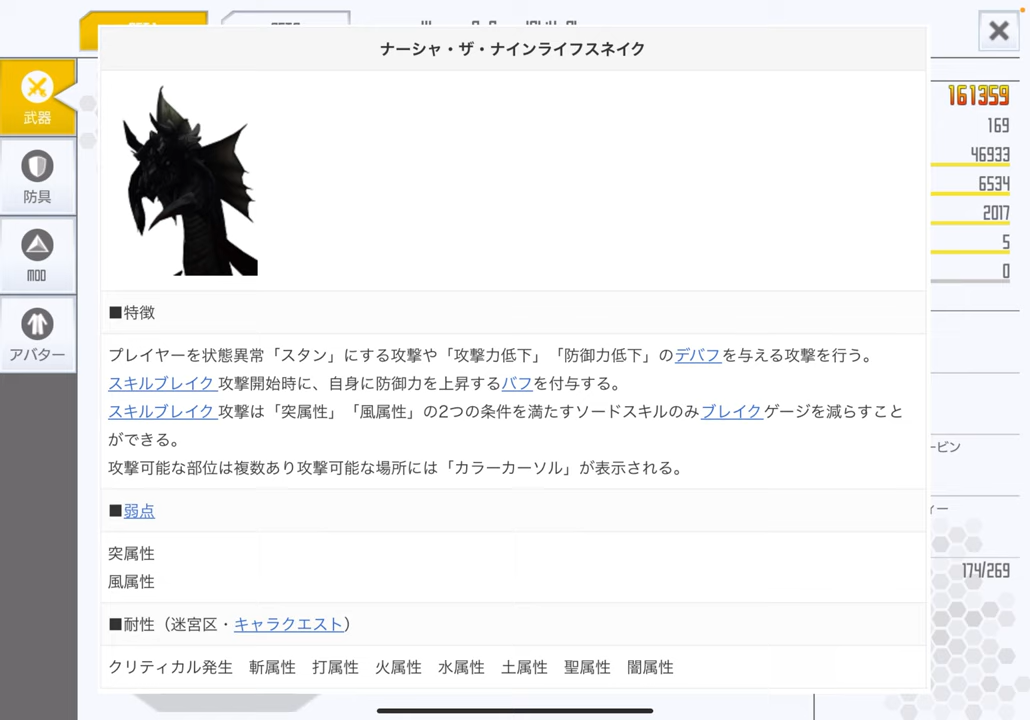 ナーシャ・ザ・ナインライフスネイク
161359
武器
169
46933
6534
防具
2017
5
MOD
0
■特徴
アバター
プレイヤーを状態異常「スタン」にする攻撃や「攻撃力低下」「防御力低下」のデバフを与える攻撃を行う。
スキルブレイク攻撃開始時に、自身に防御力を上昇するバフを付与する。
スキルブレイク攻撃は「突属性」「風属性」の2つの条件を満たすソードスキルのみブレイクゲージを減らすこと
ができる。
ービン
攻撃可能な部位は複数あり攻撃可能な場所には「カラーカーソル」が表示される。
■弱点
ィー
突属性
174/269
風属性
■耐性（迷宮区・キャラクエスト）
クリティカル発生 斬属性 打属性 火属性 水属性 土属性 聖属性 闇属性